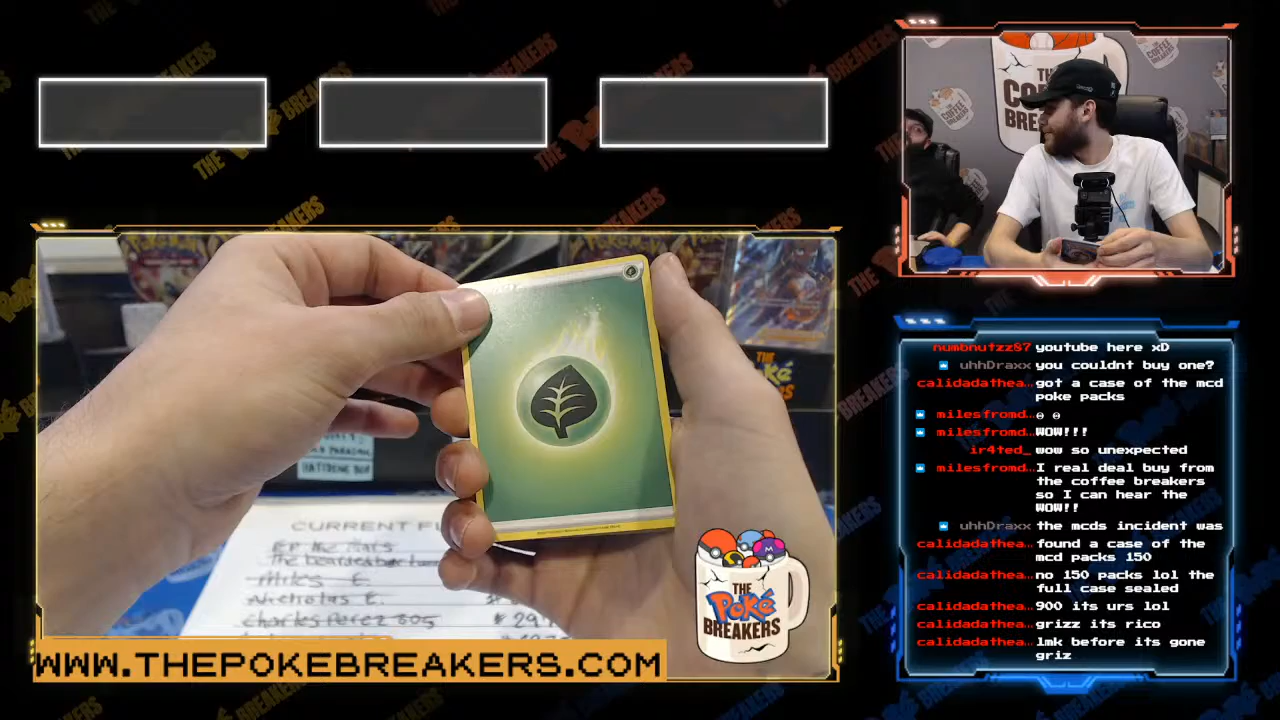 THE
COFFEE
BREAKERS
numbnutzz87 youtube here xD
uhhDraxx you couldnt buy one?
calidadathea... got a case of the mcd
poke packs
milesfromd...
milesfromd... WOW!!!
ir4ted_ wow so unexpected
milesfromd... I real deal buy from
the coffee breakers
so I can hear the
WOW!!
uhhDraxx the mcds incident was
calidadathea... found a case of the
mcd packs 150
calidadathea... no 150 packs lol the
full case sealed
calidadathea... 900 its urs lol
calidadathea... grizz its rico
calidadathea... lmk before its gone
griz
CURRENT
Miles E.
Nicholas E.
Charles Perez 805
THE
Poké
BREAKERS
WWW.THEPOKEBREAKERS.COM